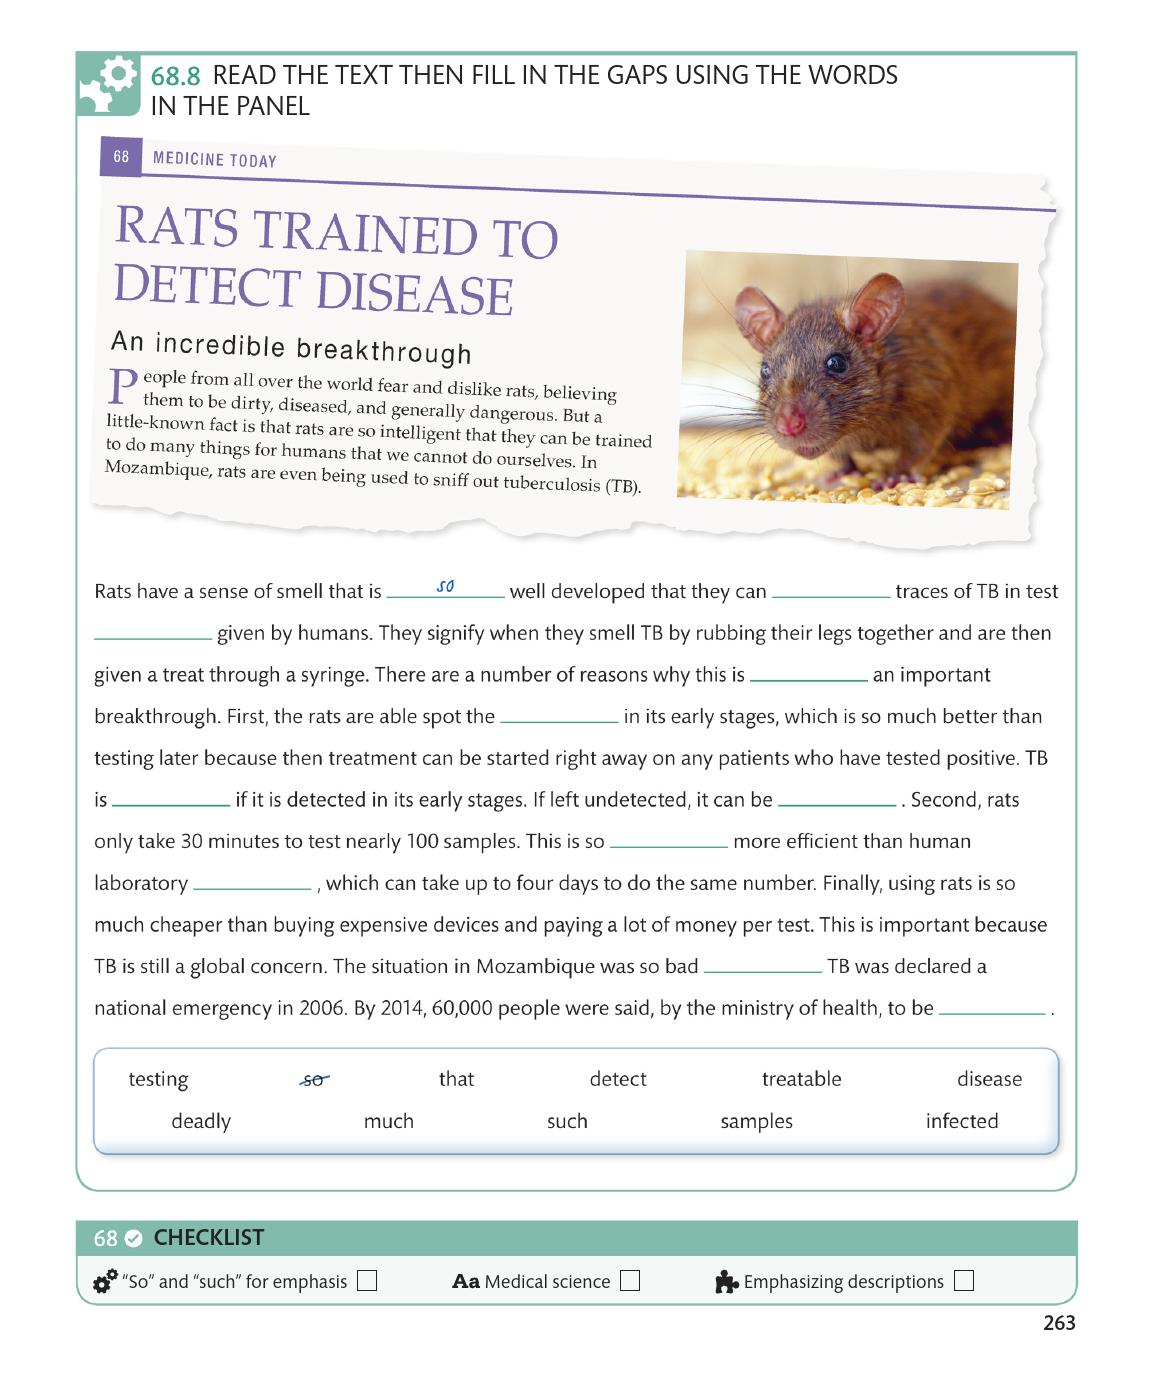 68.8 READ THE TEXT THEN FILL IN THE GAPS USING THE WORDS
IN THE PANEL
68 MEDICINE TODAY
RATS TRAINED TO
DETECT DISEASE
An incredible breakthrough
People from all over the world fear and dislike rats, believing
them to be dirty, diseased, and generally dangerous. But a
little-known fact is that rats are so intelligent that they can be trained
to do many things for humans that we cannot do ourselves. In
Mozambique, rats are even being used to sniff out tuberculosis (TB).
Rats have a sense of smell that is so well developed that they can ________ traces of TB in test
________ given by humans. They signify when they smell TB by rubbing their legs together and are then
given a treat through a syringe. There are a number of reasons why this is ________ an important
breakthrough. First, the rats are able spot the ________ in its early stages, which is so much better than
testing later because then treatment can be started right away on any patients who have tested positive. TB
is ________ if it is detected in its early stages. If left undetected, it can be ________ . Second, rats
only take 30 minutes to test nearly 100 samples. This is so ________ more efficient than human
laboratory ________ , which can take up to four days to do the same number. Finally, using rats is so
much cheaper than buying expensive devices and paying a lot of money per test. This is important because
TB is still a global concern. The situation in Mozambique was so bad ________ TB was declared a
national emergency in 2006. By 2014, 60,000 people were said, by the ministry of health, to be ________ .
testing so that detect treatable disease
deadly much such samples infected
68 CHECKLIST
"So" and "such" for emphasis Aa Medical science Emphasizing descriptions
263